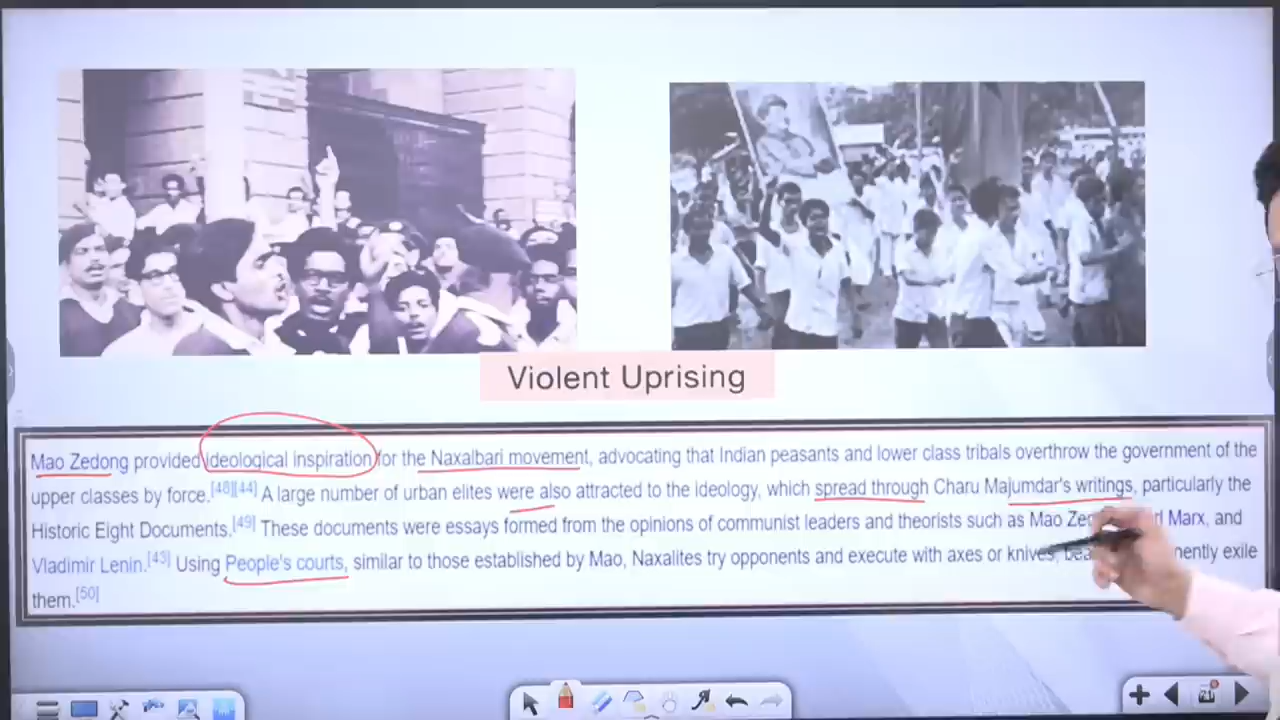 Violent Uprising
Mao Zedong provided ideological inspiration for the Naxalbari movement, advocating that Indian peasants and lower class tribals overthrow the government of the
upper classes by force.[48][44] A large number of urban elites were also attracted to the ideology, which spread through Charu Majumdar's writings, particularly the
Historic Eight Documents.[49] These documents were essays formed from the opinions of communist leaders and theorists such as Mao Marx, and
Vladimir Lenin.[43] Using People's courts, similar to those established by Mao, Naxalites try opponents and execute with axes or knives, exile
them.[50]
21